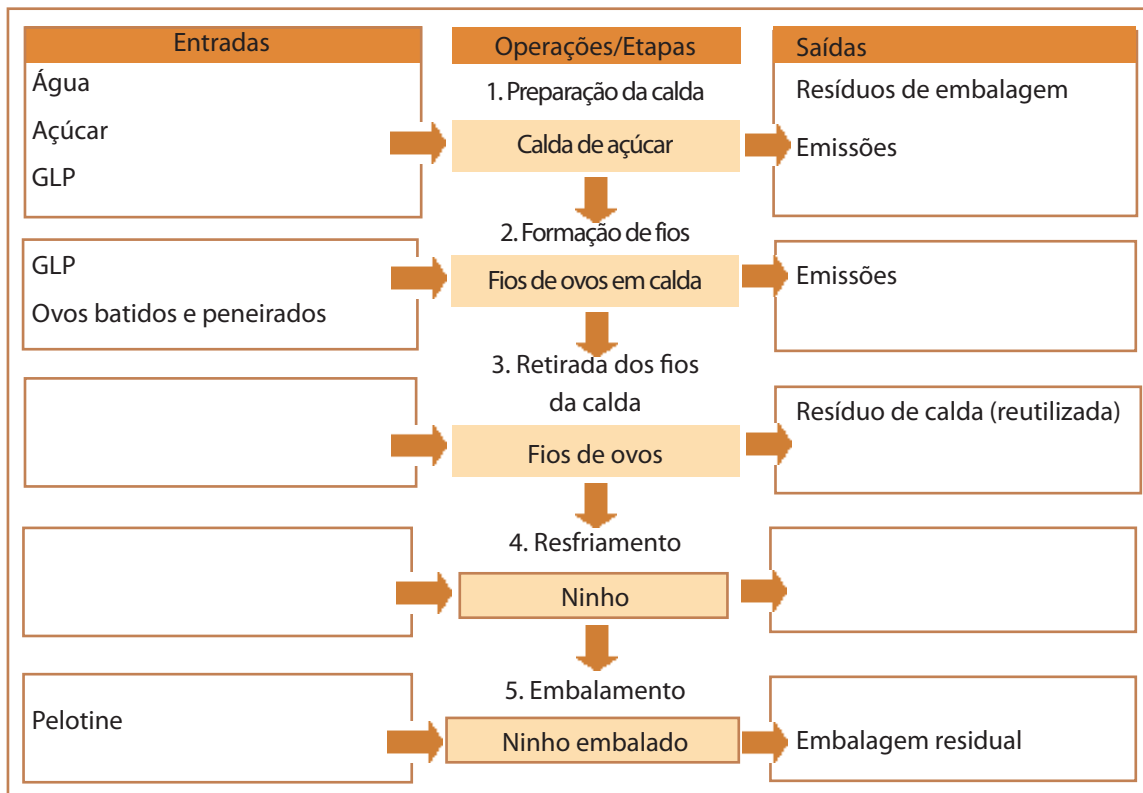 Entradas
Operações/Etapas
Saídas
Água
Açúcar
GLP
1. Preparação da calda
Calda de açúcar
Resíduos de embalagem
Emissões
GLP
Ovos batidos e peneirados
2. Formação de fios
Fios de ovos em calda
Emissões
3. Retirada dos fios
da calda
Fios de ovos
Resíduo de calda (reutilizada)
4. Resfriamento
Ninho
Pelotine
5. Embalamento
Ninho embalado
Embalagem residual